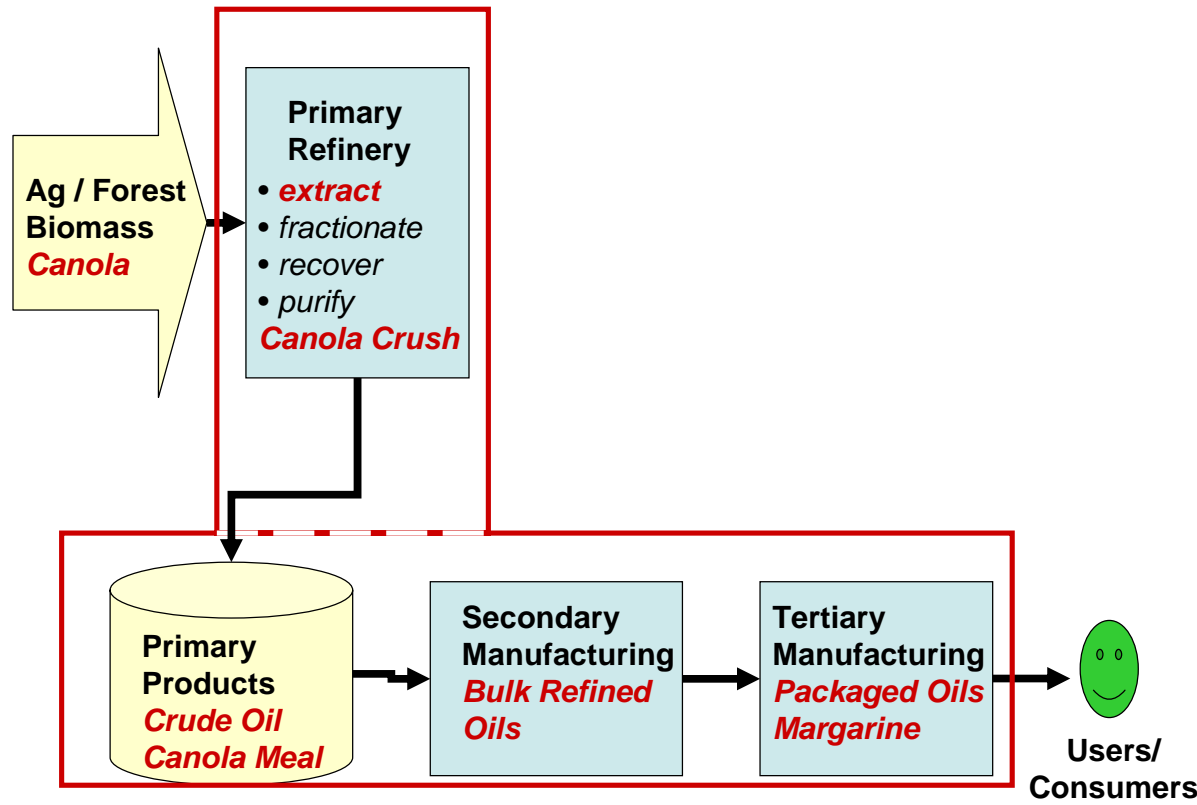 Ag / Forest
Biomass
Canola
Primary
Refinery
• extract
• fractionate
• recover
• purify
Canola Crush
Primary
Products
Crude Oil
Canola Meal
Secondary
Manufacturing
Bulk Refined
Oils
Tertiary
Manufacturing
Packaged Oils
Margarine
Users/
Consumers